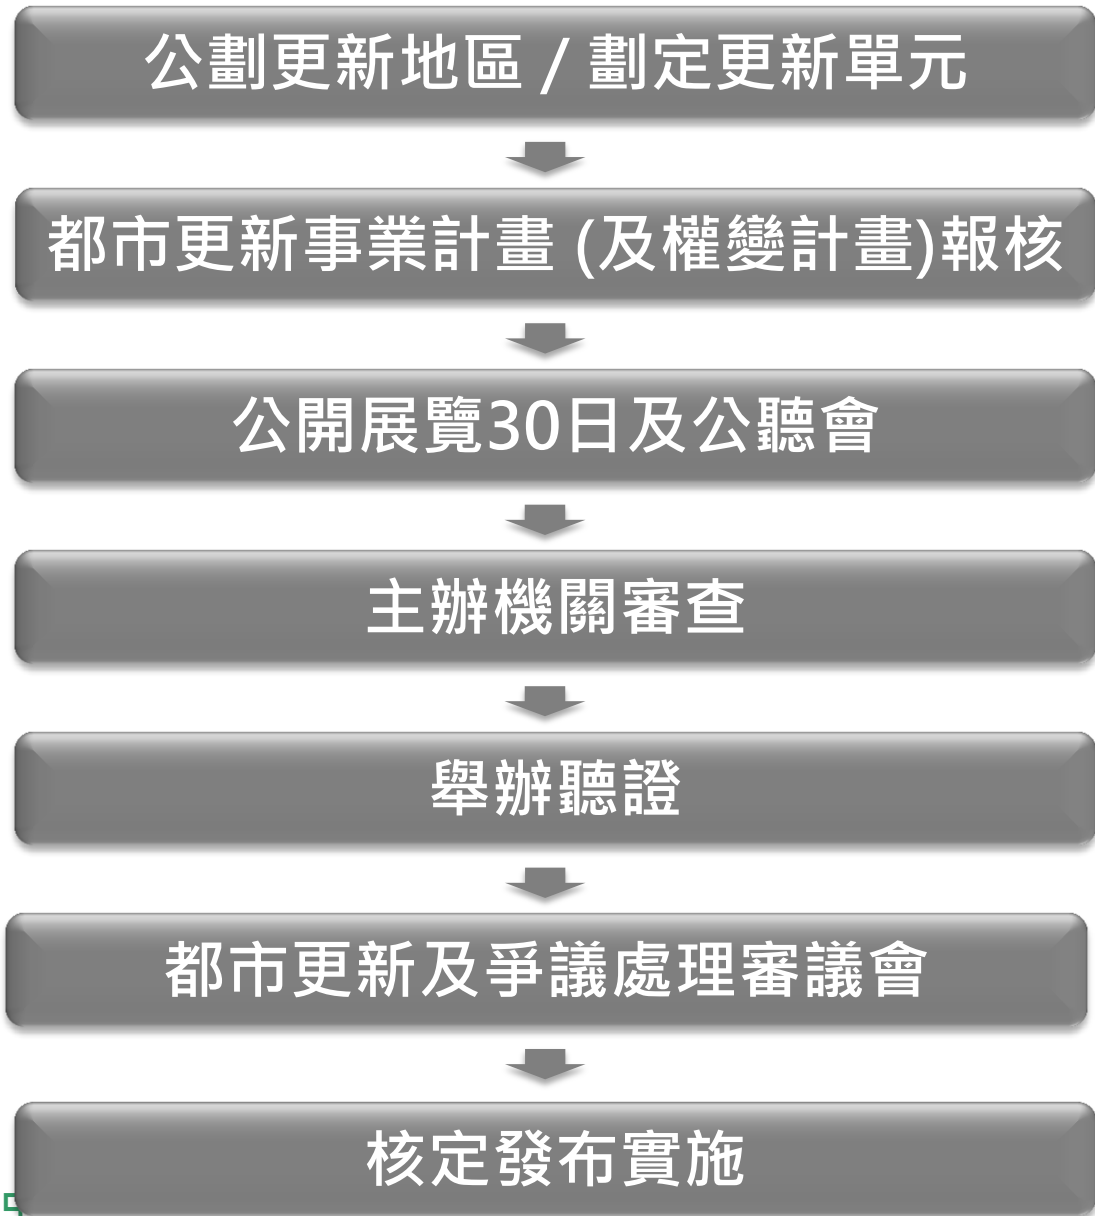 公劃更新地區 / 劃定更新單元
都市更新事業計畫 (及權變計畫)報核
公開展覽30日及公聽會
主辦機關審查
舉辦聽證
都市更新及爭議處理審議會
核定發布實施